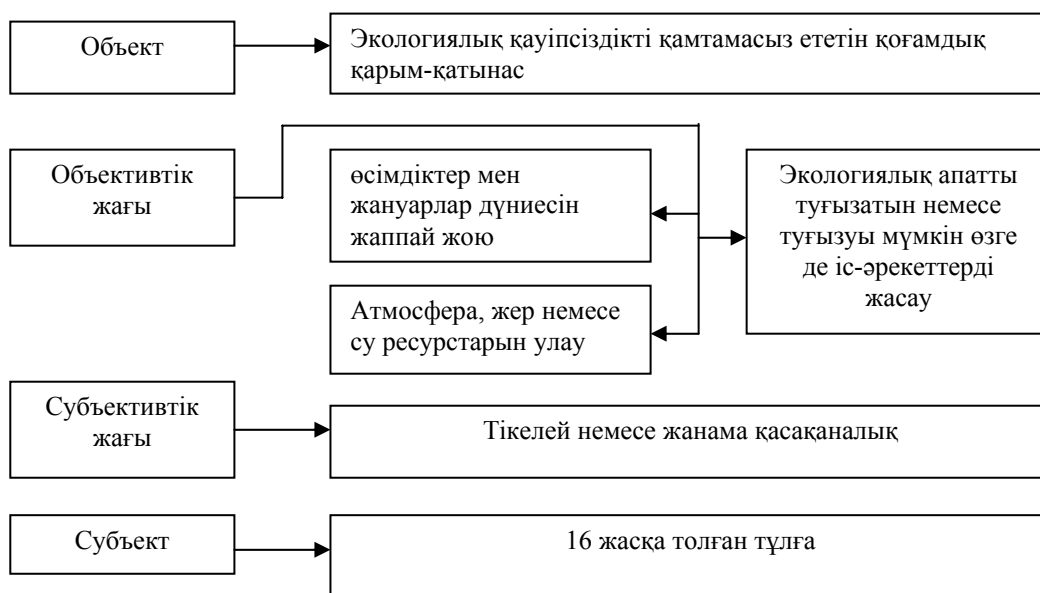 Объект
Экологиялық қауіпсіздікті қамтамасыз ететін қоғамдық
қарым-қатынас
Объективтік
жағы
өсімдіктер мен
жануарлар дүниесін
жаппай жою
Экологиялық апатты
туғызатын немесе
туғызуы мүмкін өзге
де іс-әрекеттерді
жасау
Атмосфера, жер немесе
су ресурстарын улау
Субъективтік
жағы
Тікелей немесе жанама қасақаналық
Субъект
16 жасқа толған тұлға